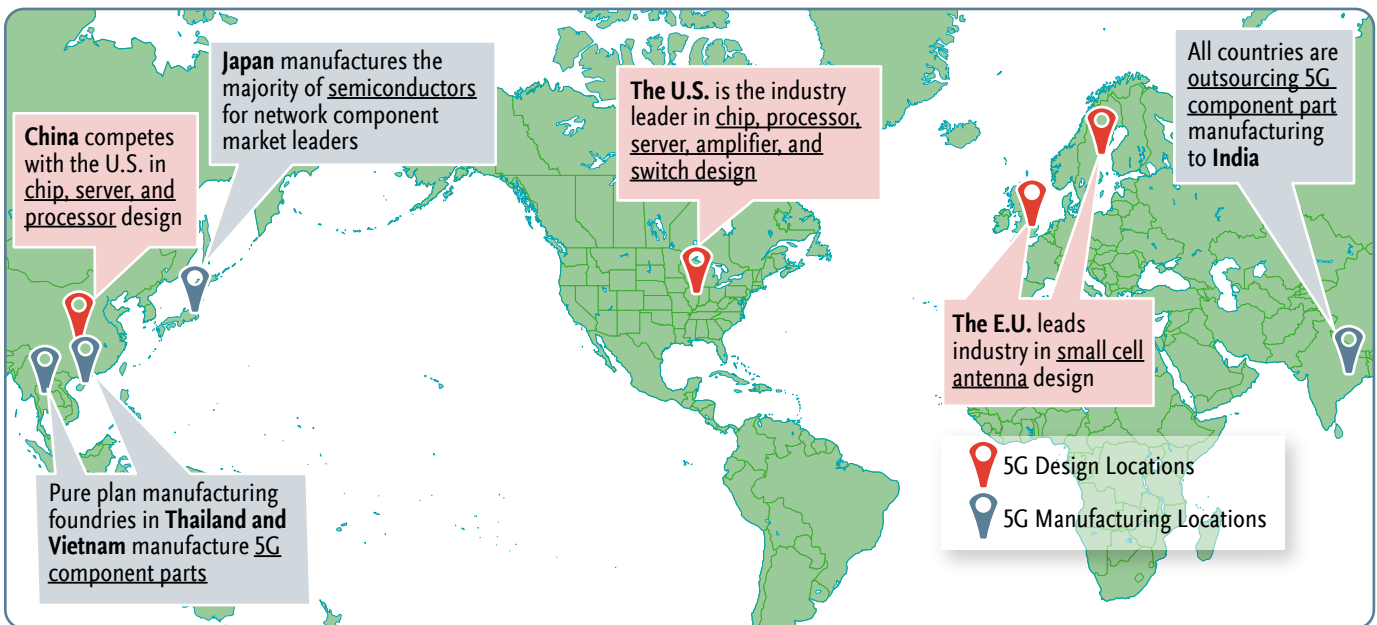 China competes
with the U.S. in
chip, server, and
processor design
Japan manufactures the
majority of semiconductors
for network component
market leaders
The U.S. is the industry
leader in chip, processor,
server, amplifier, and
switch design
All countries are
outsourcing 5G
component part
manufacturing
to India
The E.U. leads
industry in small cell
antenna design
Pure plan manufacturing
foundries in Thailand and
Vietnam manufacture 5G
component parts
5G Design Locations
5G Manufacturing Locations